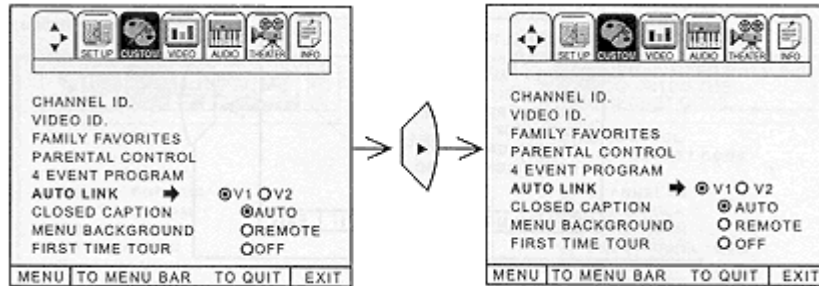 SET UP CUSTOM VIDEO AUDIO THEATER INFO
CHANNEL ID.
VIDEO ID.
FAMILY FAVORITES
PARENTAL CONTROL
4 EVENT PROGRAM
AUTO LINK V1 V2
CLOSED CAPTION AUTO
MENU BACKGROUND REMOTE
FIRST TIME TOUR OFF
MENU TO MENU BAR TO QUIT EXIT
SET UP CUSTOM VIDEO AUDIO THEATER INFO
CHANNEL ID.
VIDEO ID.
FAMILY FAVORITES
PARENTAL CONTROL
4 EVENT PROGRAM
AUTO LINK V1 V2
CLOSED CAPTION AUTO
MENU BACKGROUND REMOTE
FIRST TIME TOUR OFF
MENU TO MENU BAR TO QUIT EXIT